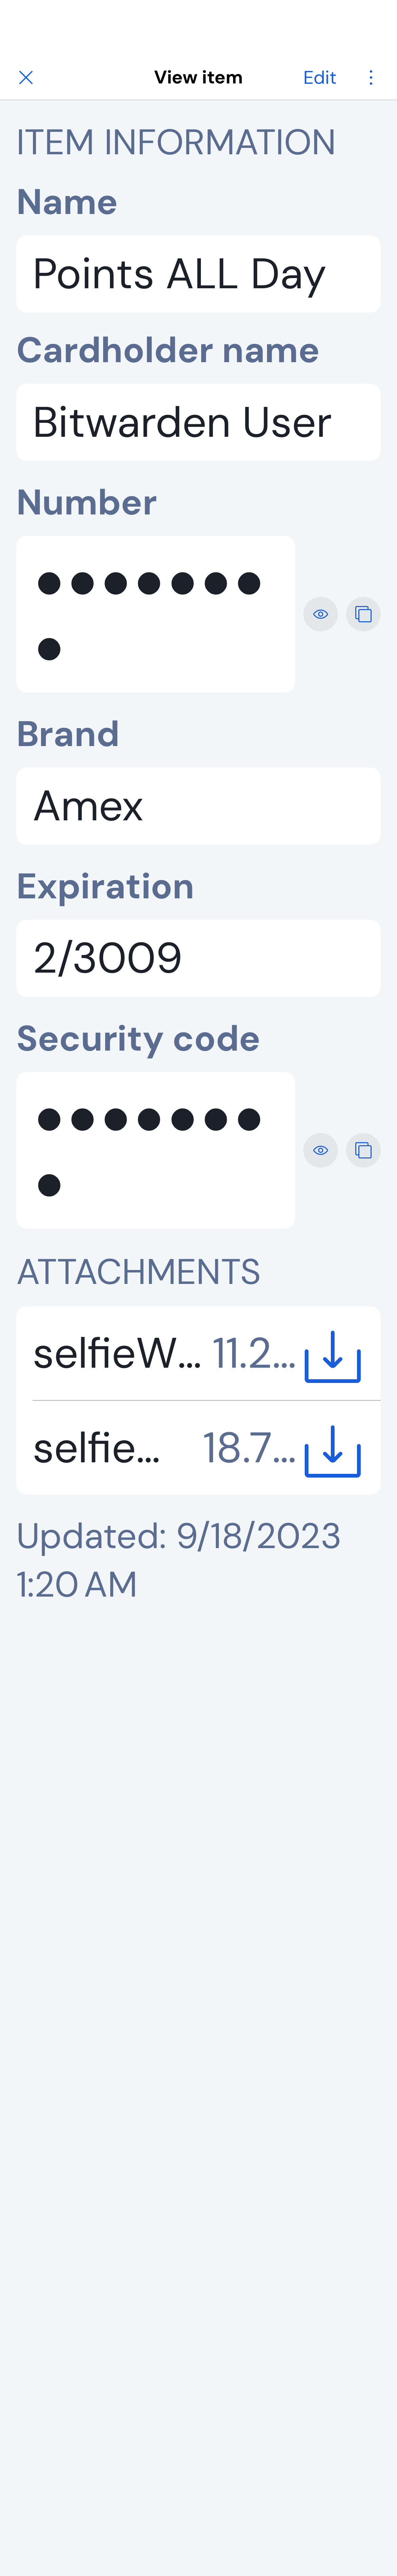 View item Edit
ITEM INFORMATION
Name
Points ALL Day
Cardholder name
Bitwarden User
Number
●●●●●●●
●
Brand
Amex
Expiration
2/3009
Security code
●●●●●●●
●
ATTACHMENTS
selfieW... 11.2...
selfie... 18.7...
Updated: 9/18/2023
1:20 AM